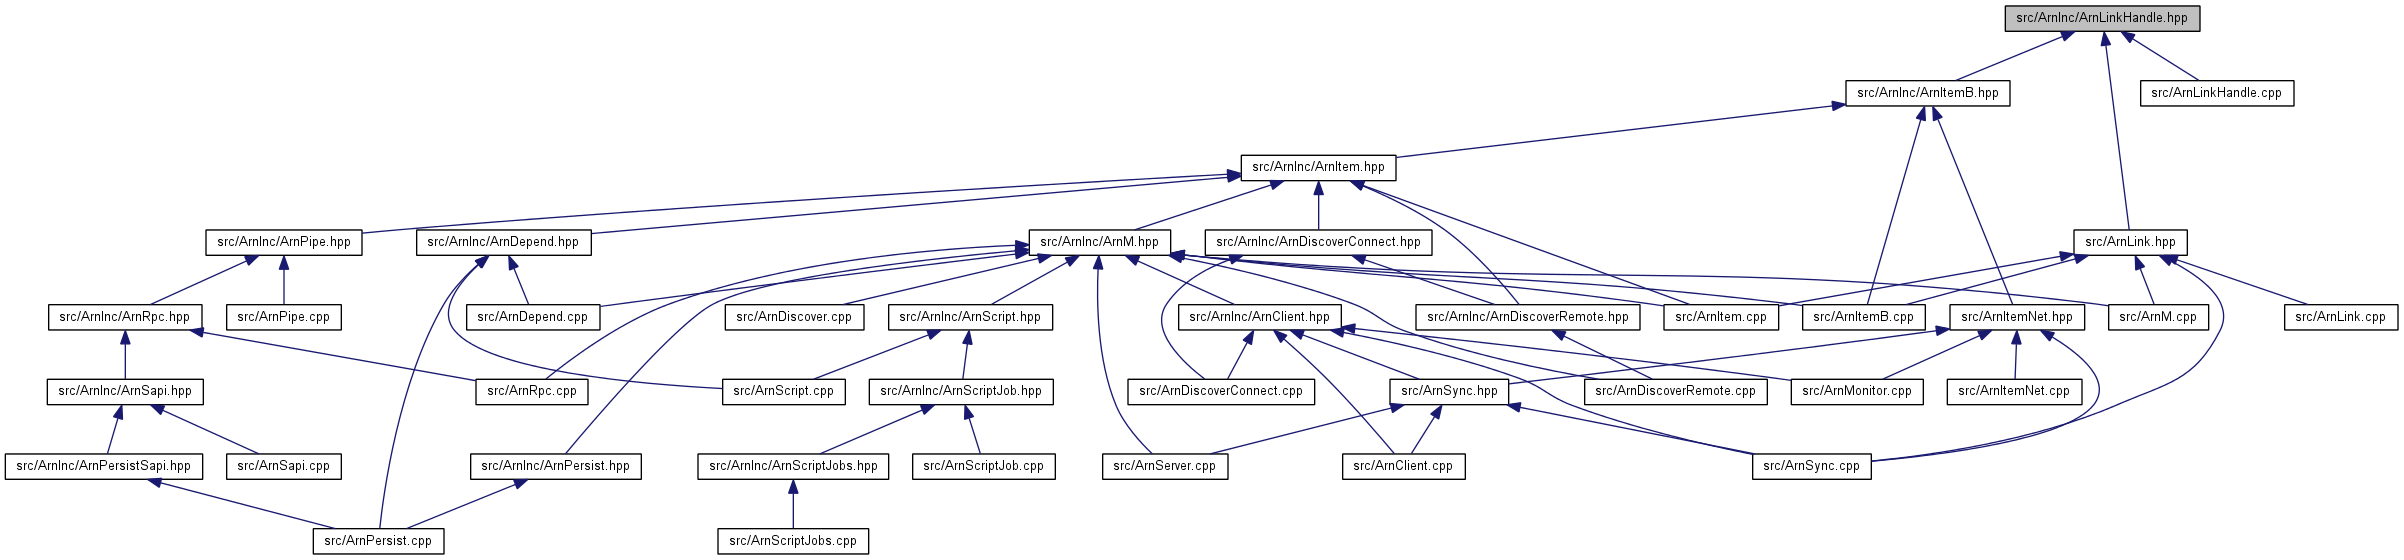 src/ArnInc/ArnLinkHandle.hpp
src/ArnInc/ArnItemB.hpp
src/ArnLinkHandle.cpp
src/ArnInc/ArnItem.hpp
src/ArnInc/ArnPipe.hpp
src/ArnInc/ArnDepend.hpp
src/ArnInc/ArnM.hpp
src/ArnInc/ArnDiscoverConnect.hpp
src/ArnLink.hpp
src/ArnInc/ArnRpc.hpp
src/ArnPipe.cpp
src/ArnDepend.cpp
src/ArnDiscover.cpp
src/ArnInc/ArnScript.hpp
src/ArnInc/ArnClient.hpp
src/ArnInc/ArnDiscoverRemote.hpp
src/ArnItem.cpp
src/ArnItemB.cpp
src/ArnItemNet.hpp
src/ArnM.cpp
src/ArnLink.cpp
src/ArnInc/ArnSapi.hpp
src/ArnRpc.cpp
src/ArnScript.cpp
src/ArnInc/ArnScriptJob.hpp
src/ArnDiscoverConnect.cpp
src/ArnSync.hpp
src/ArnDiscoverRemote.cpp
src/ArnMonitor.cpp
src/ArnItemNet.cpp
src/ArnInc/ArnPersistSapi.hpp
src/ArnSapi.cpp
src/ArnInc/ArnPersist.hpp
src/ArnInc/ArnScriptJobs.hpp
src/ArnScriptJob.cpp
src/ArnServer.cpp
src/ArnClient.cpp
src/ArnSync.cpp
src/ArnPersist.cpp
src/ArnScriptJobs.cpp